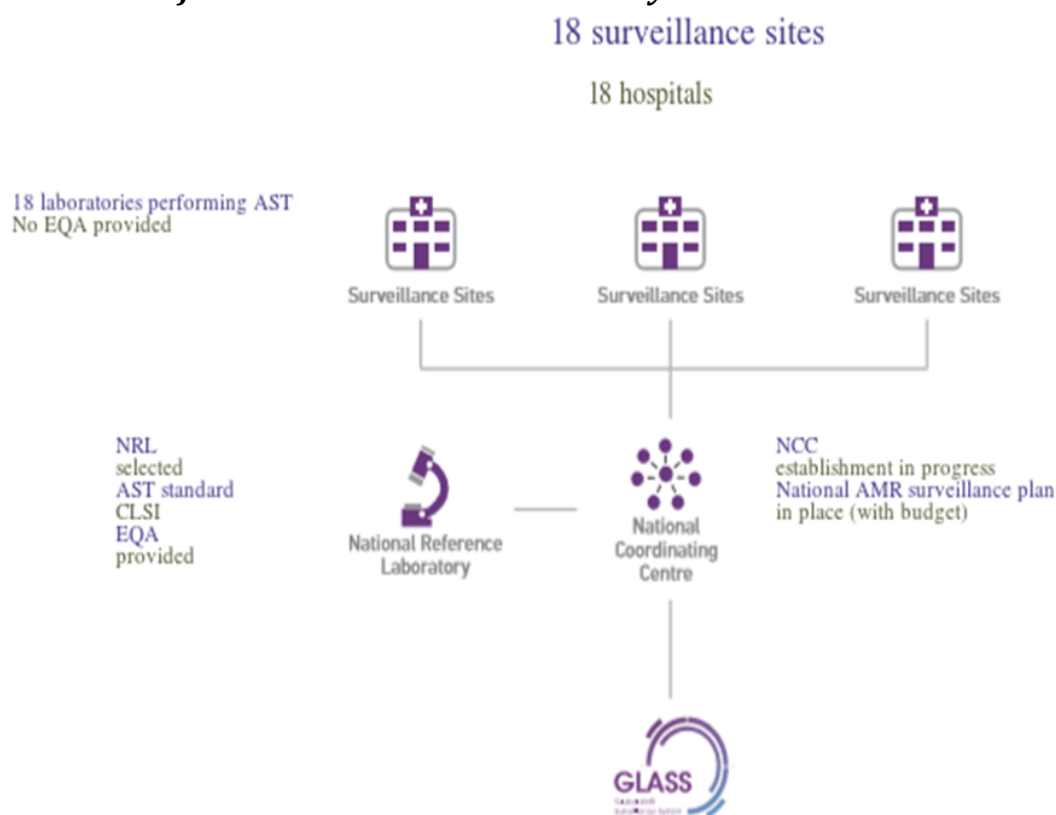 18 surveillance sites
18 hospitals
18 laboratories performing AST
No EQA provided
Surveillance Sites
Surveillance Sites
Surveillance Sites
NRL
selected
AST standard
CLSI
EQA
provided
National Reference
Laboratory
National
Coordinating
Centre
NCC
establishment in progress
National AMR surveillance plan
in place (with budget)
GLASS